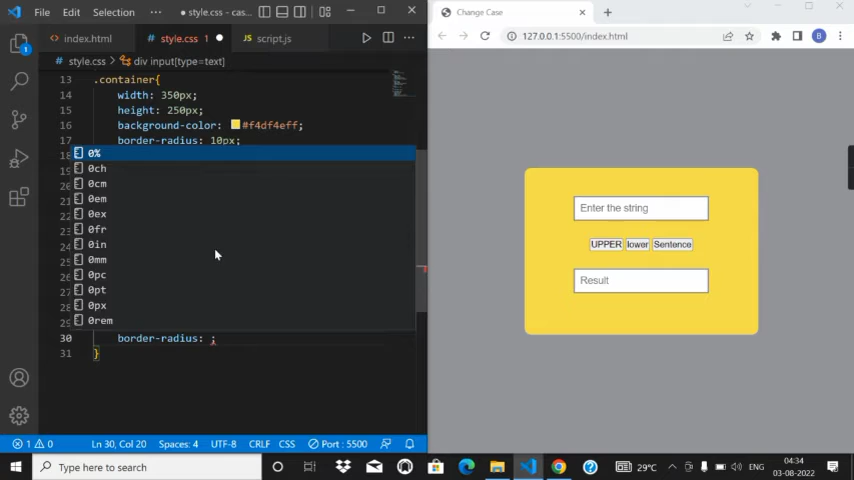 File Edit Selection ... ● style.css - cas...
index.html # style.css 1 ● JS script.js
# style.css > div input[type=text]
13 .container{
14 width: 350px;
15 height: 250px;
16 background-color: #f4df4eff;
17 border-radius: 10px;
18 0%
0ch
0cm
0em
0ex
0fr
0in
0mm
0pc
0pt
0px
0rem
30 border-radius: ;
31 }
1 0 Ln 30, Col 20 Spaces: 4 UTF-8 CRLF CSS Port : 5500
Change Case
127.0.0.1:5500/index.html
B
Enter the string
UPPER lower Sentence
Result
Type here to search
29°C ENG 04:34
03-08-2022